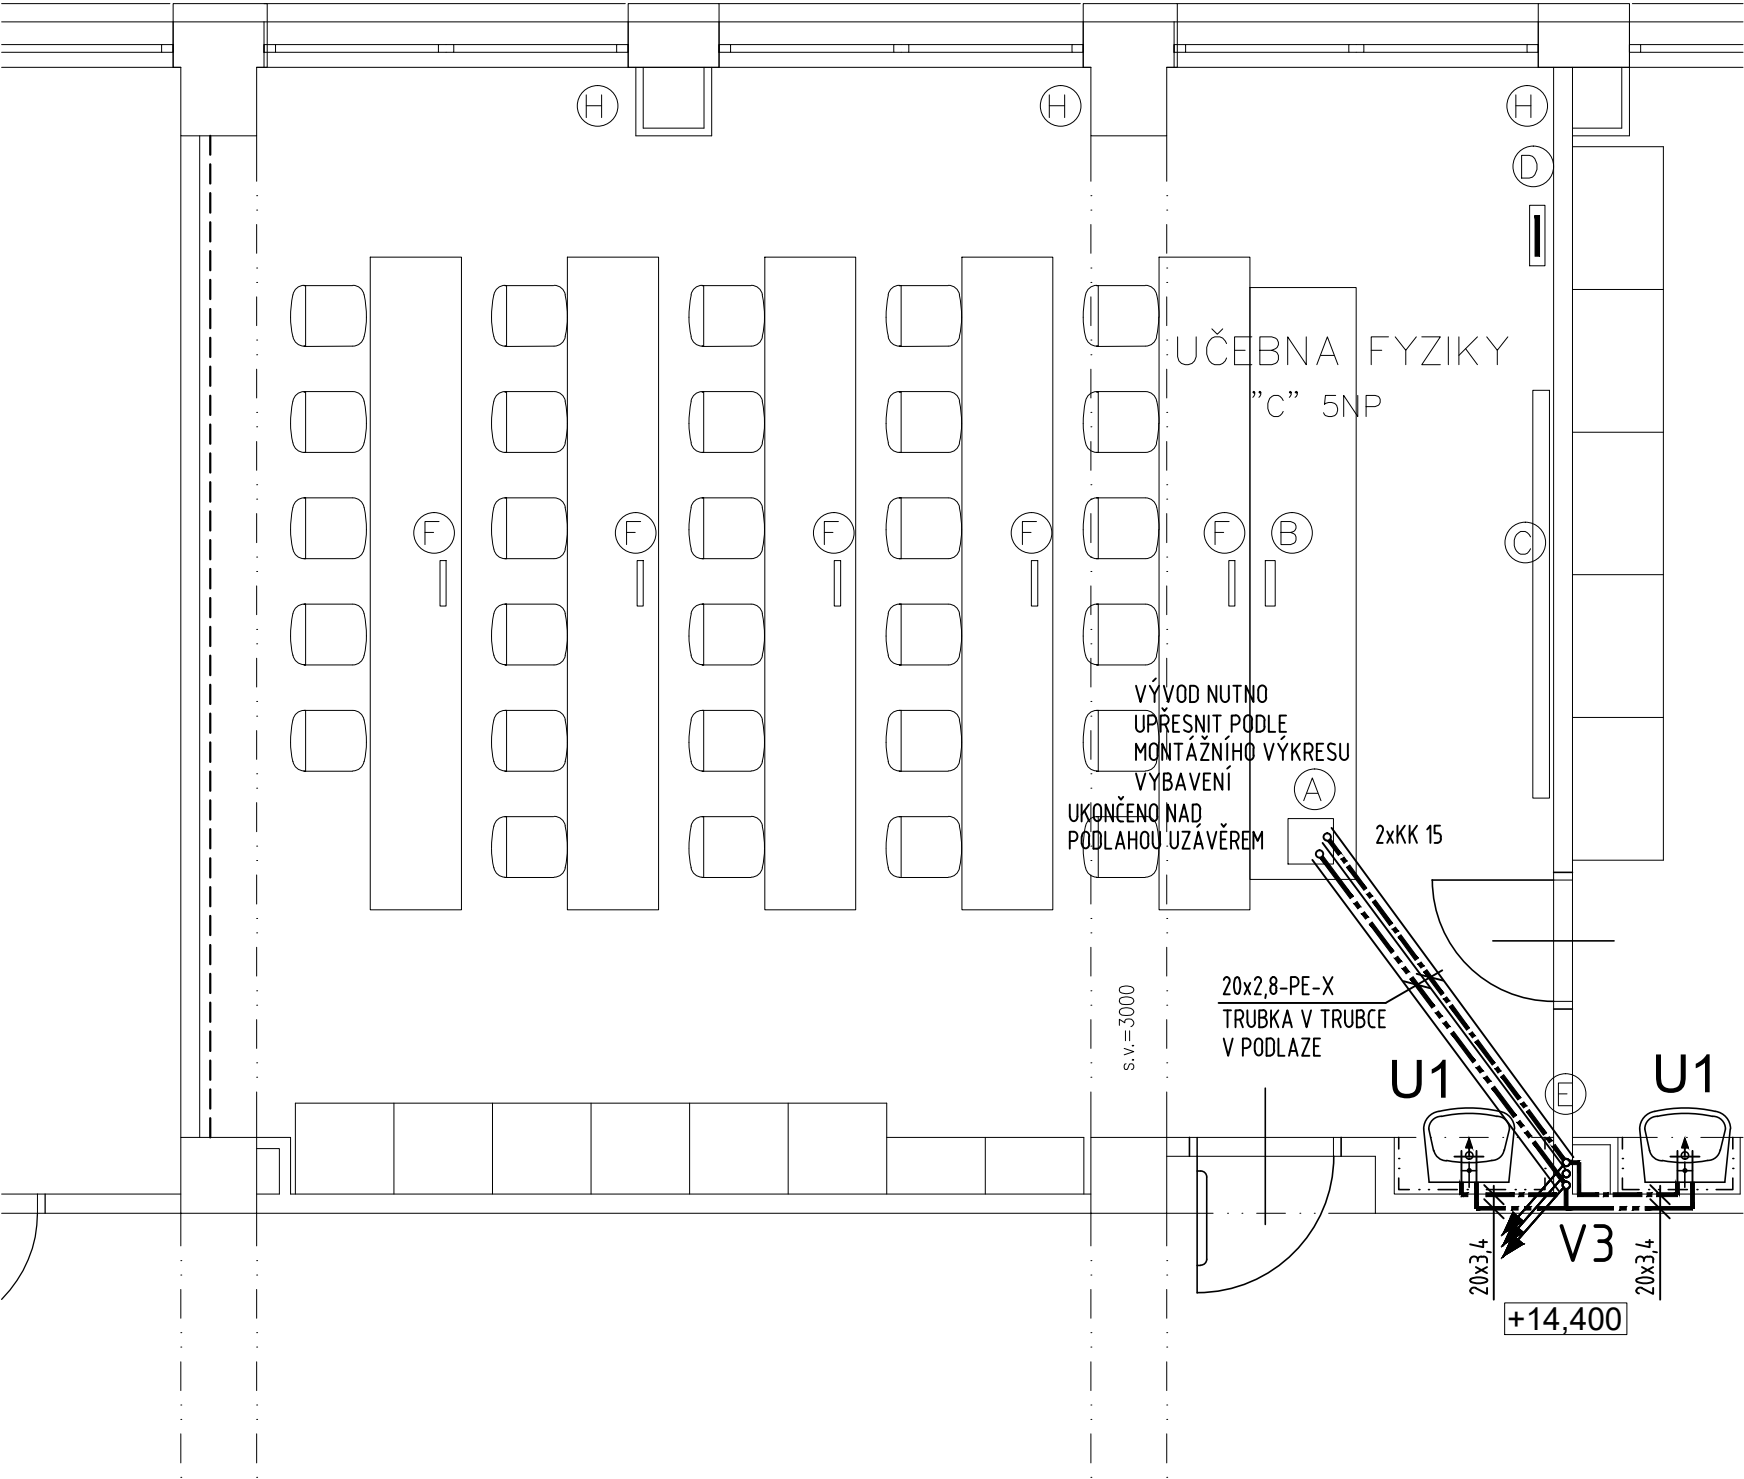 H
H
H
D
UČEBNA FYZIKY
”C” 5NP
F
F
F
F
F
B
C
VÝVOD NUTNO
UPŘESNIT PODLE
MONTÁŽNÍHO VÝKRESU
VYBAVENÍ
A
UKONČENO NAD
PODLAHOU UZÁVĚREM
2xKK 15
20x2,8-PE-X
TRUBKA V TRUBCE
V PODLAZE
s.v.=3000
U1
E
U1
V3
20x3,4
20x3,4
+14,400